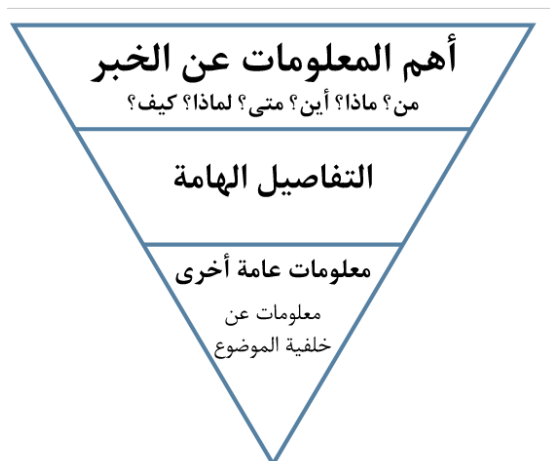 أهم المعلومات عن الخبر
من؟ ماذا؟ أين؟ متى؟ لماذا؟ كيف؟
التفاصيل الهامة
معلومات عامة أخرى
معلومات عن
خلفية الموضوع